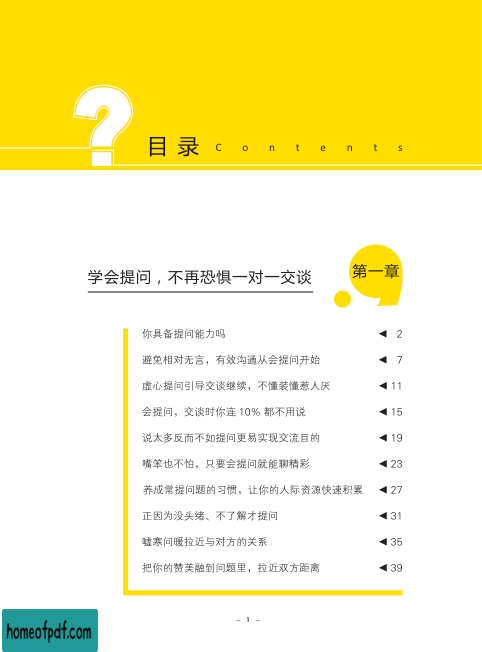 ?
目录 Contents
第一章
学会提问，不再恐惧一对一交谈
你具备提问能力吗 ◀ 2
避免相对无言，有效沟通从会提问开始 ◀ 7
虚心提问引导交谈继续，不懂装懂惹人厌 ◀ 11
会提问，交谈时你连 10% 都不用说 ◀ 15
说太多反而不如提问更易实现交流目的 ◀ 19
嘴笨也不怕，只要会提问就能聊精彩 ◀ 23
养成常提问题的习惯，让你的人际资源快速积累 ◀ 27
正因为没头绪、不了解才提问 ◀ 31
嘘寒问暖拉近与对方的关系 ◀ 35
把你的赞美融到问题里，拉近双方距离 ◀ 39
– 1 –
homeofpdf.com